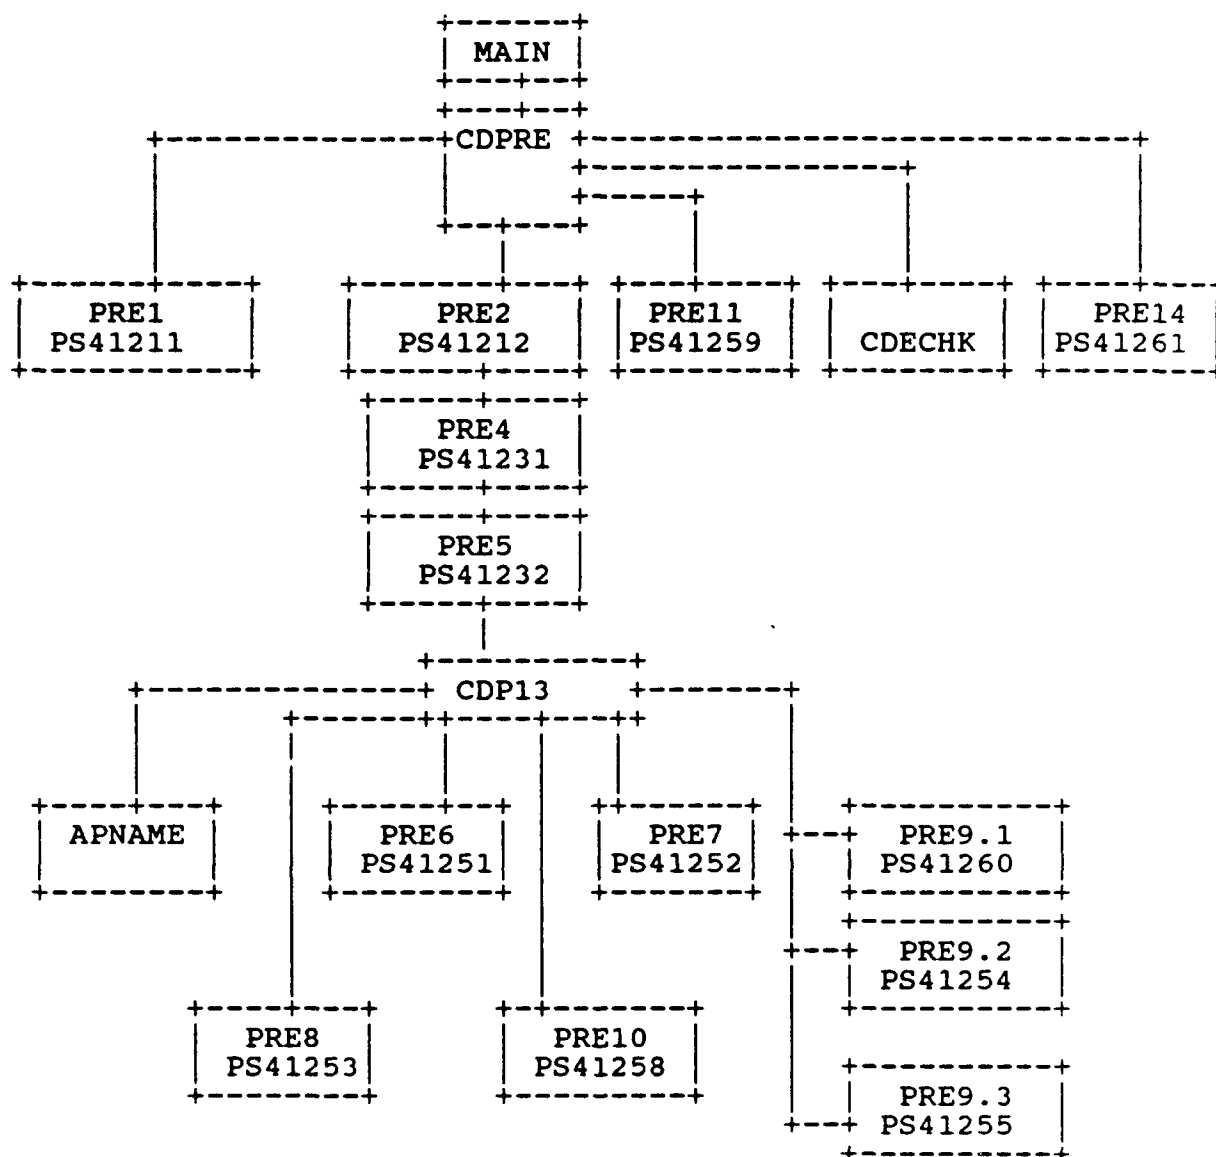 MAIN
CDPRE
PRE1 PRE2 PRE11 PRE14
PS41211 PS41212 PS41259 CDECHK PS41261
PRE4
PS41231
PRE5
PS41232
CDP13
APNAME PRE6 PRE7 PRE9.1
PS41251 PS41252 PS41260
PRE9.2
PS41254
PRE8 PRE10
PS41253 PS41258
PRE9.3
PS41255